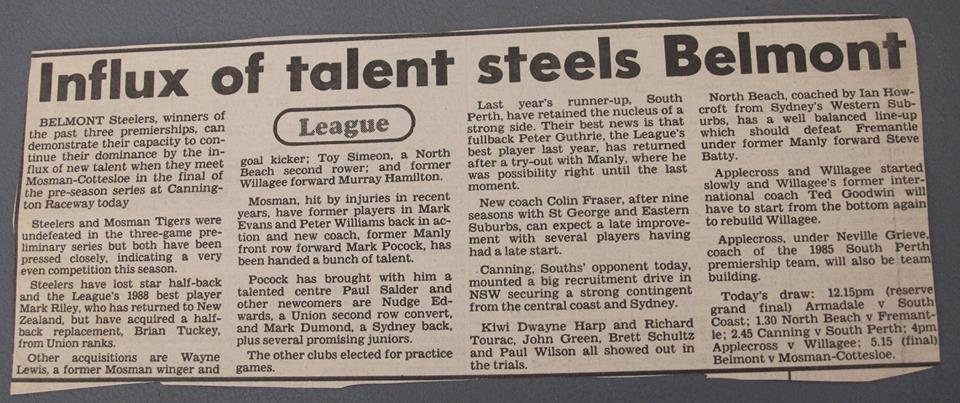 Influx of talent steels Belmont
BELMONT Steelers, winners of
the past three premierships, can
demonstrate their capacity to con-
tinue their dominance by the in-
flux of new talent when they meet
Mosman-Cottesloe in the final of
the pre-season series at Canning-
ton Raceway today
Steelers and Mosman Tigers were
undefeated in the three-game pre-
liminary series but both have been
pressed closely, indicating a very
even competition this season.
Steelers have lost star half-back
and the League's 1988 best player
Mark Riley, who has returned to New
Zealand, but have acquired a half-
back replacement, Brian Tuckey,
from Union ranks.
Other acquisitions are Wayne
Lewis, a former Mosman winger and
League
goal kicker; Toy Simeon, a North
Beach second rower; and former
Willagee forward Murray Hamilton.
Mosman, hit by injuries in recent
years, have former players in Mark
Evans and Peter Williams back in act-
ion and new coach, former Manly
front row forward Mark Pocock, has
been handed a bunch of talent.
Pocock has brought with him a
talented centre Paul Salder and
other newcomers are Nudge Ed-
wards, a Union second row convert,
and Mark Dumond, a Sydney back,
plus several promising juniors.
The other clubs elected for practice
games.
Last year's runner-up, South
Perth, have retained the nucleus of a
strong side. Their best news is that
fullback Peter Guthrie, the League's
best player last year, has returned
after a try-out with Manly, where he
was possibility right until the last
moment.
New coach Colin Fraser, after nine
seasons with St George and Eastern
Suburbs, can expect a late improve-
ment with several players having
had a late start.
Canning, Souths' opponent today,
mounted a big recruitment drive in
NSW securing a strong contingent
from the central coast and Sydney.
Kiwi Dwayne Harp and Richard
Tourac, John Green, Brett Schultz
and Paul Wilson all showed out in
the trials.
North Beach, coached by Ian How-
croft from Sydney's Western Sub-
urbs, has a well balanced line-up
which should defeat Fremantle
under former Manly forward Steve
Batty.
Applecross and Willagee started
slowly and Willagee's former inter-
national coach Ted Goodwin will
have to start from the bottom again
to rebuild Willagee.
Applecross, under Neville Grieve,
coach of the 1985 South Perth
premiership team, will also be team
building.
Today's draw: 12.15pm (reserve
grand final) Armadale v South
Coast; 1.30 North Beach v Fremant-
le; 2.45 Canning v South Perth; 4pm
Applecross v Willagee; 5.15 (final)
Belmont v Mosman-Cottesloe.